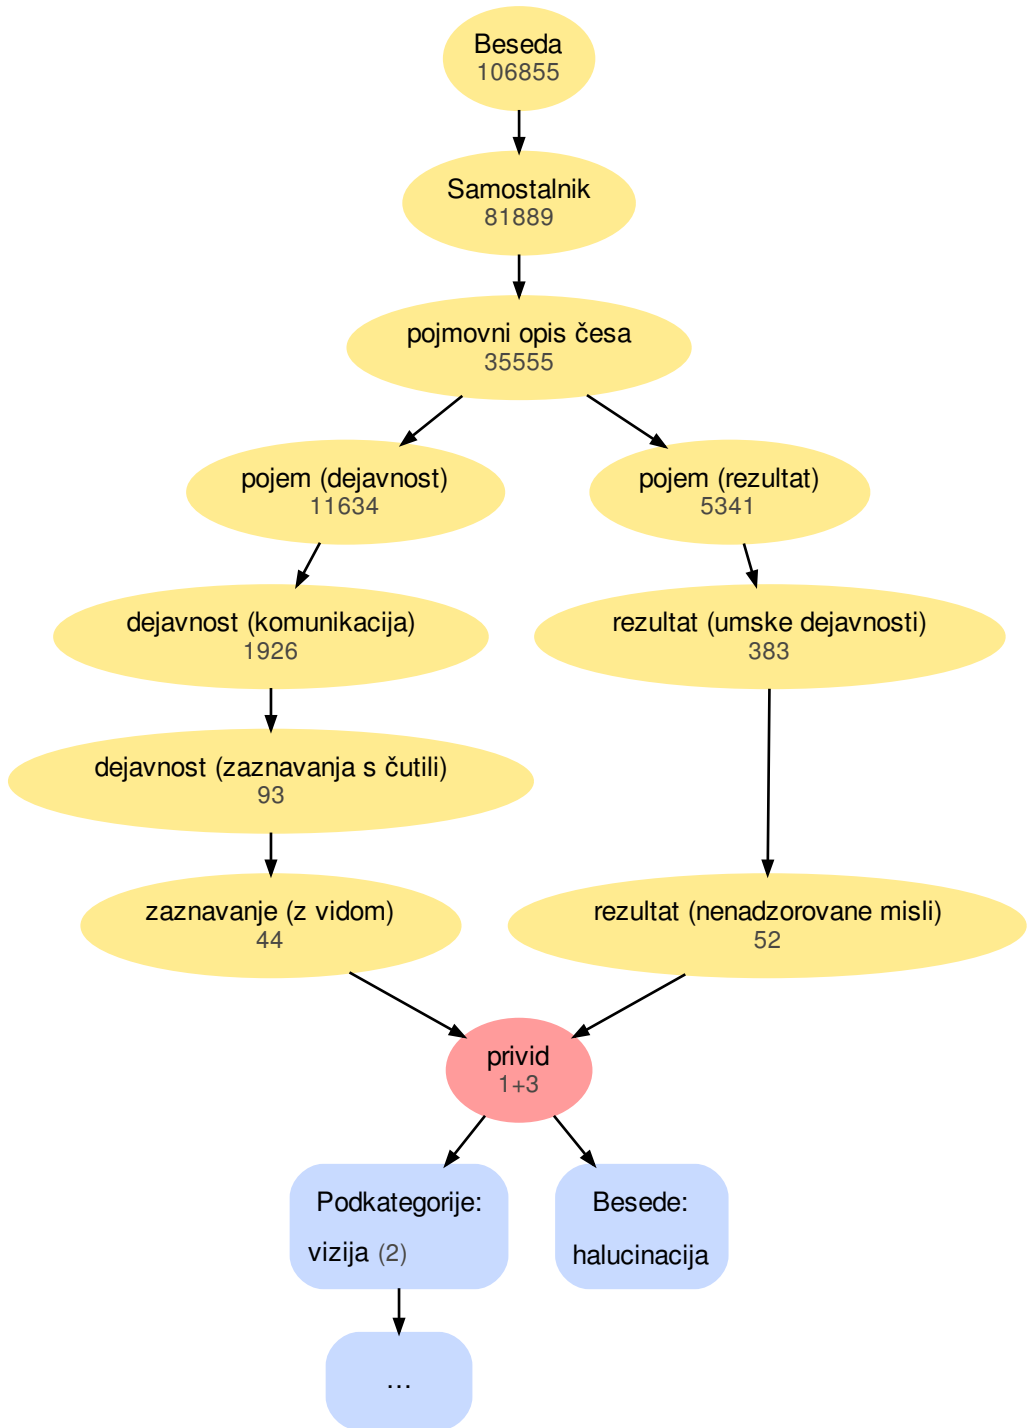 Beseda
106855
Samostalnik
81889
pojmovni opis česa
35555
pojem (dejavnost)
11634
pojem (rezultat)
5341
dejavnost (komunikacija)
1926
rezultat (umske dejavnosti)
383
dejavnost (zaznavanja s čutili)
93
zaznavanje (z vidom)
44
rezultat (nenadzorovane misli)
52
privid
1+3
Podkategorije:
vizija (2)
Besede:
halucinacija
...